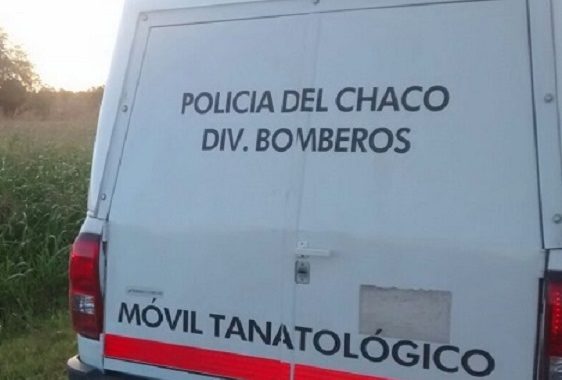 POLICIA DEL CHACO
DIV. BOMBEROS
MÓVIL TANATOLÓGICO